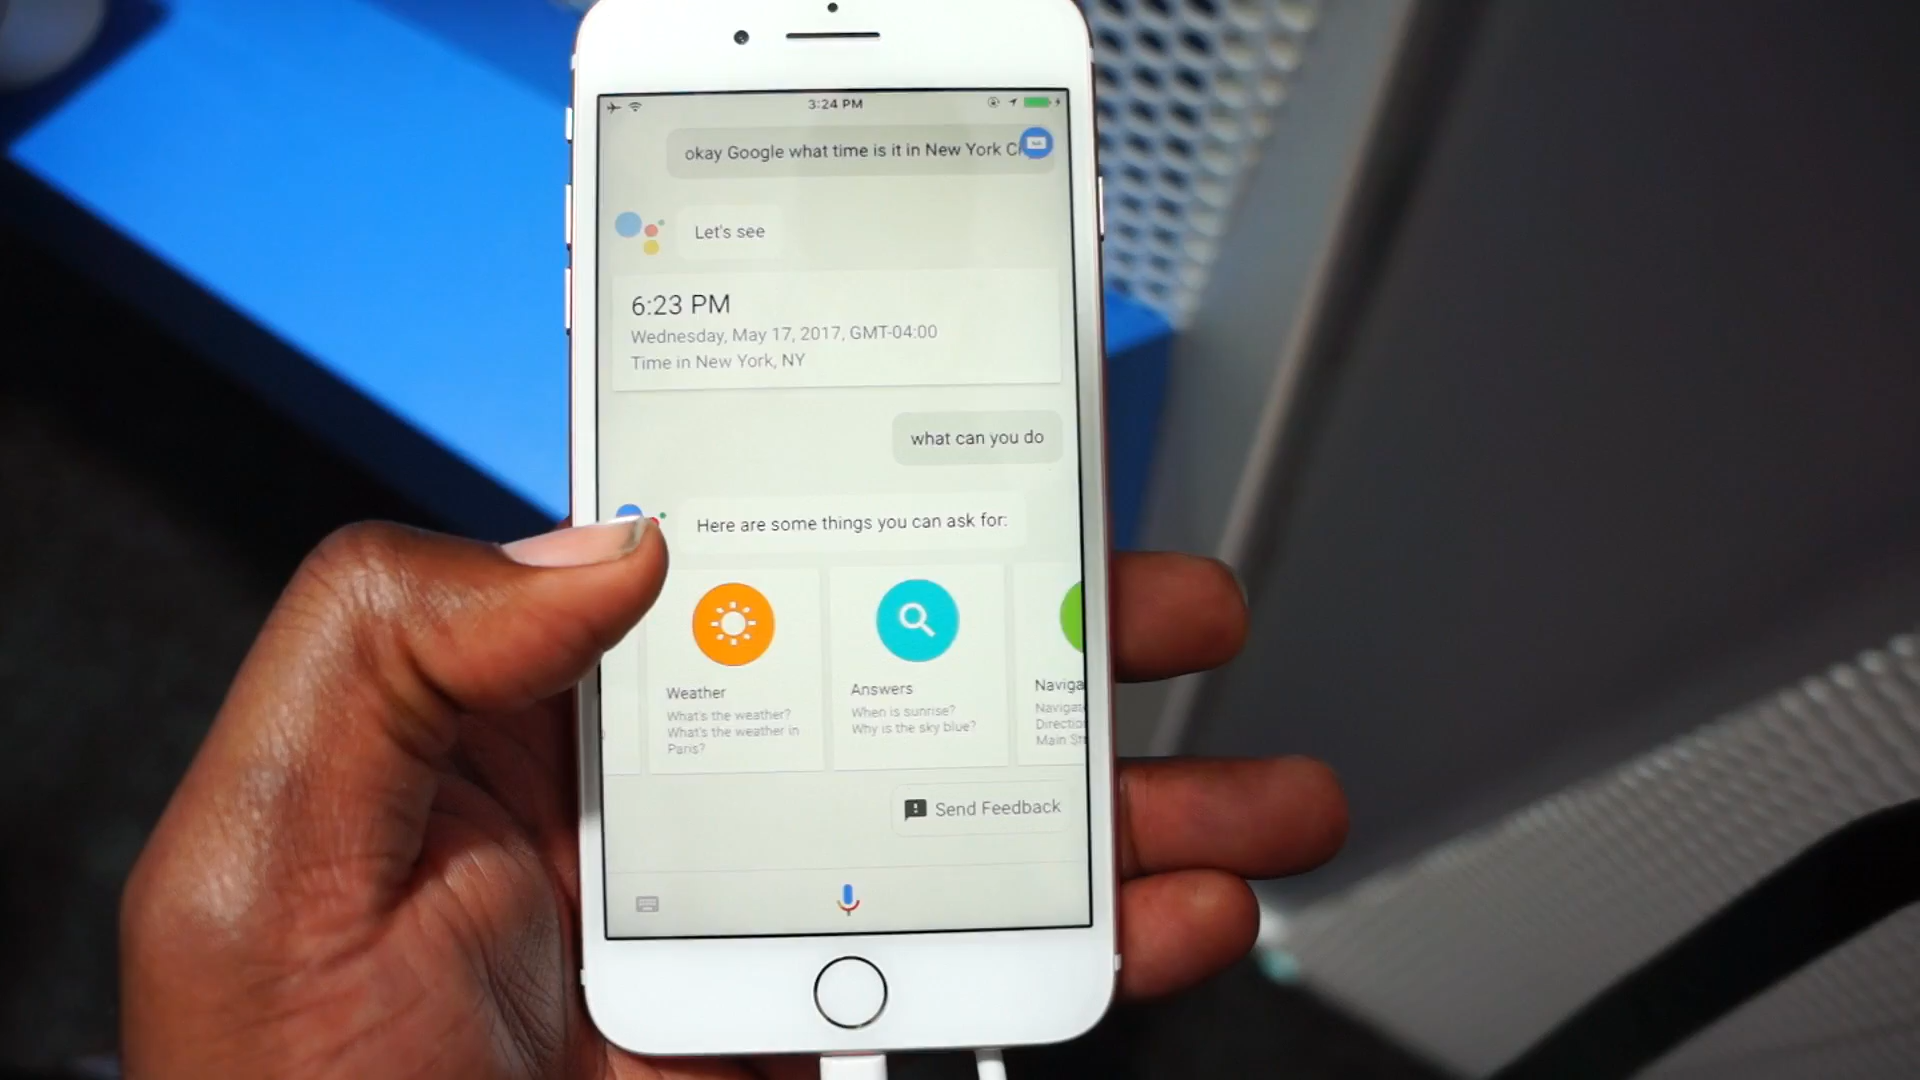 3:24 PM
okay Google what time is it in New York
Let's see
6:23 PM
Wednesday, May 17, 2017, GMT-04:00
Time in New York, NY
what can you do
Here are some things you can ask for:
Weather
What's the weather?
What's the weather in
Paris?
Answers
When is sunrise?
Why is the sky blue?
Main
Send Feedback